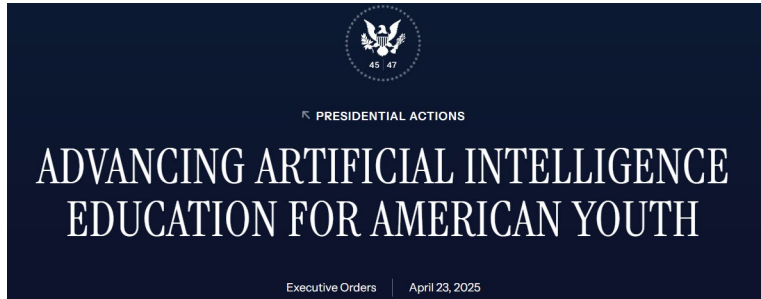 45 47
PRESIDENTIAL ACTIONS
ADVANCING ARTIFICIAL INTELLIGENCE
EDUCATION FOR AMERICAN YOUTH
Executive Orders | April 23, 2025